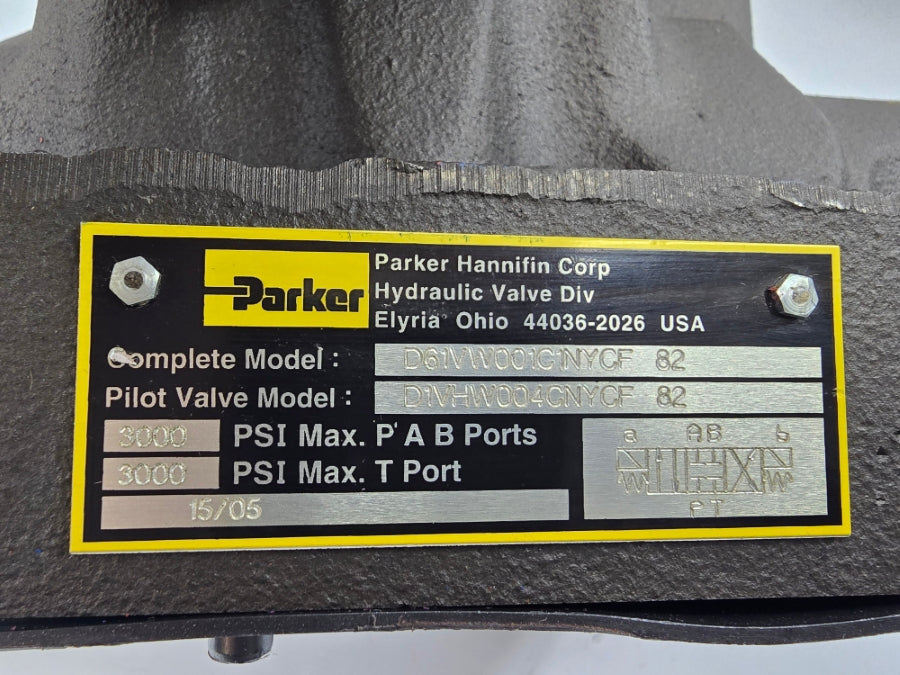 Parker
Parker Hannifin Corp
Hydraulic Valve Div
Elyria Ohio 44036-2026 USA
Complete Model : D61VW001C1NYCF 82
Pilot Valve Model : D1VHW004CNYCF 82
3000 PSI Max. P A B Ports
3000 PSI Max. T Port
15/05
a AB b
PT